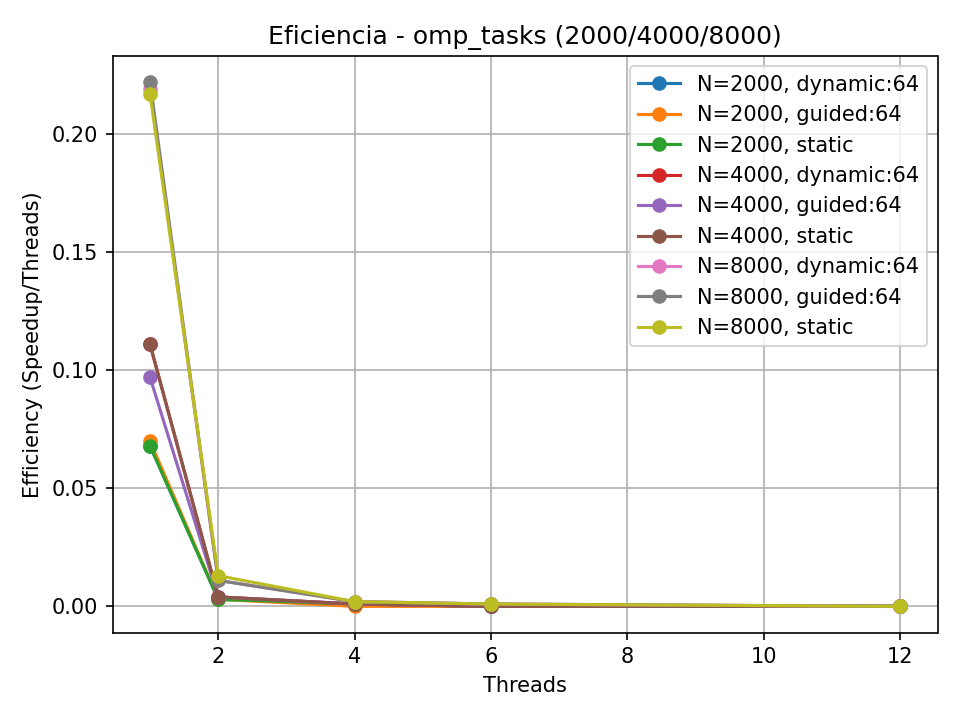 Eficiencia - omp_tasks (2000/4000/8000)
N=2000, dynamic:64
N=2000, guided:64
N=2000, static
N=4000, dynamic:64
N=4000, guided:64
N=4000, static
N=8000, dynamic:64
N=8000, guided:64
N=8000, static
Efficiency (Speedup/Threads)
0.20
0.15
0.10
0.05
0.00
2 4 6 8 10 12
Threads